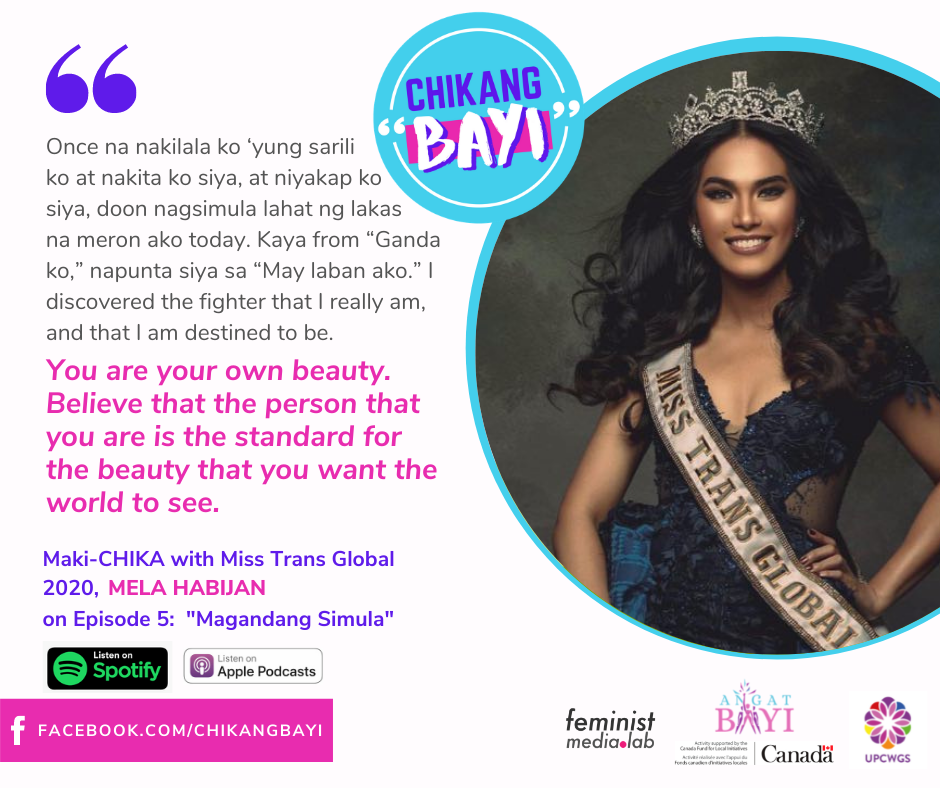 CHIKANG
“BAYI”
Once na nakilala ko ‘yung sarili
ko at nakita ko siya, at niyakap ko
siya, doon nagsimula lahat ng lakas
na meron ako today. Kaya from “Ganda
ko,” napunta siya sa “May laban ako.” I
discovered the fighter that I really am,
and that I am destined to be.
You are your own beauty.
Believe that the person that
you are is the standard for
the beauty that you want the
world to see.
Maki-CHIKA with Miss Trans Global
2020, MELA HABIJAN
on Episode 5: "Magandang Simula"
Listen on
Spotify
Listen on
Apple Podcasts
FACEBOOK.COM/CHIKANGBAYI
MISS TRANS GLOBAL
feminist
media•lab
ANGAT
BAYI
Activity supported by the
Canada Fund for Local Initiatives
Activité réalisée avec l'appui du
Fonds canadien d'initiatives locales
Canada
UPCWGS